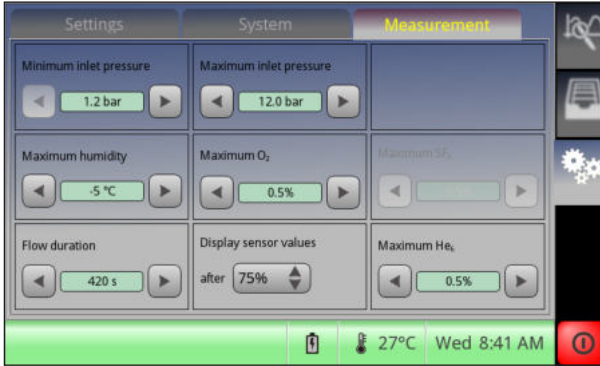 Settings System Measurement
Minimum inlet pressure Maximum inlet pressure
1.2 bar 12.0 bar
Maximum humidity Maximum O₂ Maximum SF₆
-5 °C 0.5%
Flow duration Display sensor values Maximum He,
420 s after 75% 0.5%
27°C Wed 8:41 AM